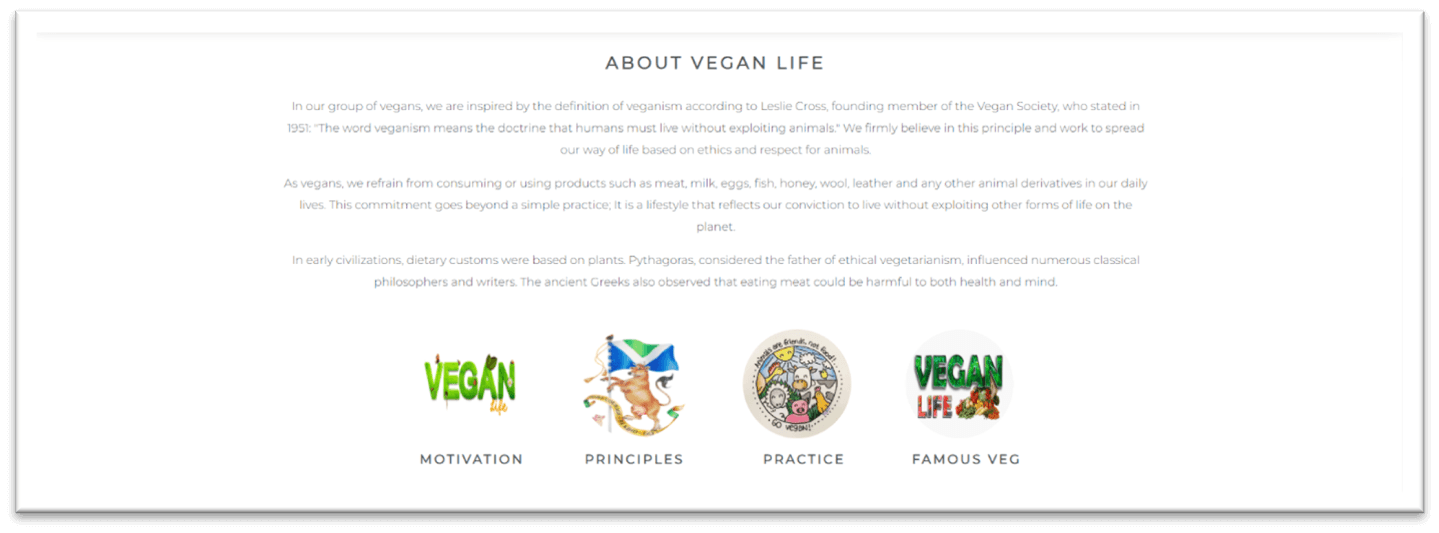 ABOUT VEGAN LIFE
In our group of vegans, we are inspired by the definition of veganism according to Leslie Cross, founding member of the Vegan Society, who stated in
1951: "The word veganism means the doctrine that humans must live without exploiting animals." We firmly believe in this principle and work to spread
our way of life based on ethics and respect for animals.
As vegans, we refrain from consuming or using products such as meat, milk, eggs, fish, honey, wool, leather and any other animal derivatives in our daily
lives. This commitment goes beyond a simple practice; It is a lifestyle that reflects our conviction to live without exploiting other forms of life on the
planet.
In early civilizations, dietary customs were based on plants. Pythagoras, considered the father of ethical vegetarianism, influenced numerous classical
philosophers and writers. The ancient Greeks also observed that eating meat could be harmful to both health and mind.
VEGAN
life
Animals are friends, not food!
GO VEGAN!
VEGAN
LIFE
MOTIVATION
PRINCIPLES
PRACTICE
FAMOUS VEG